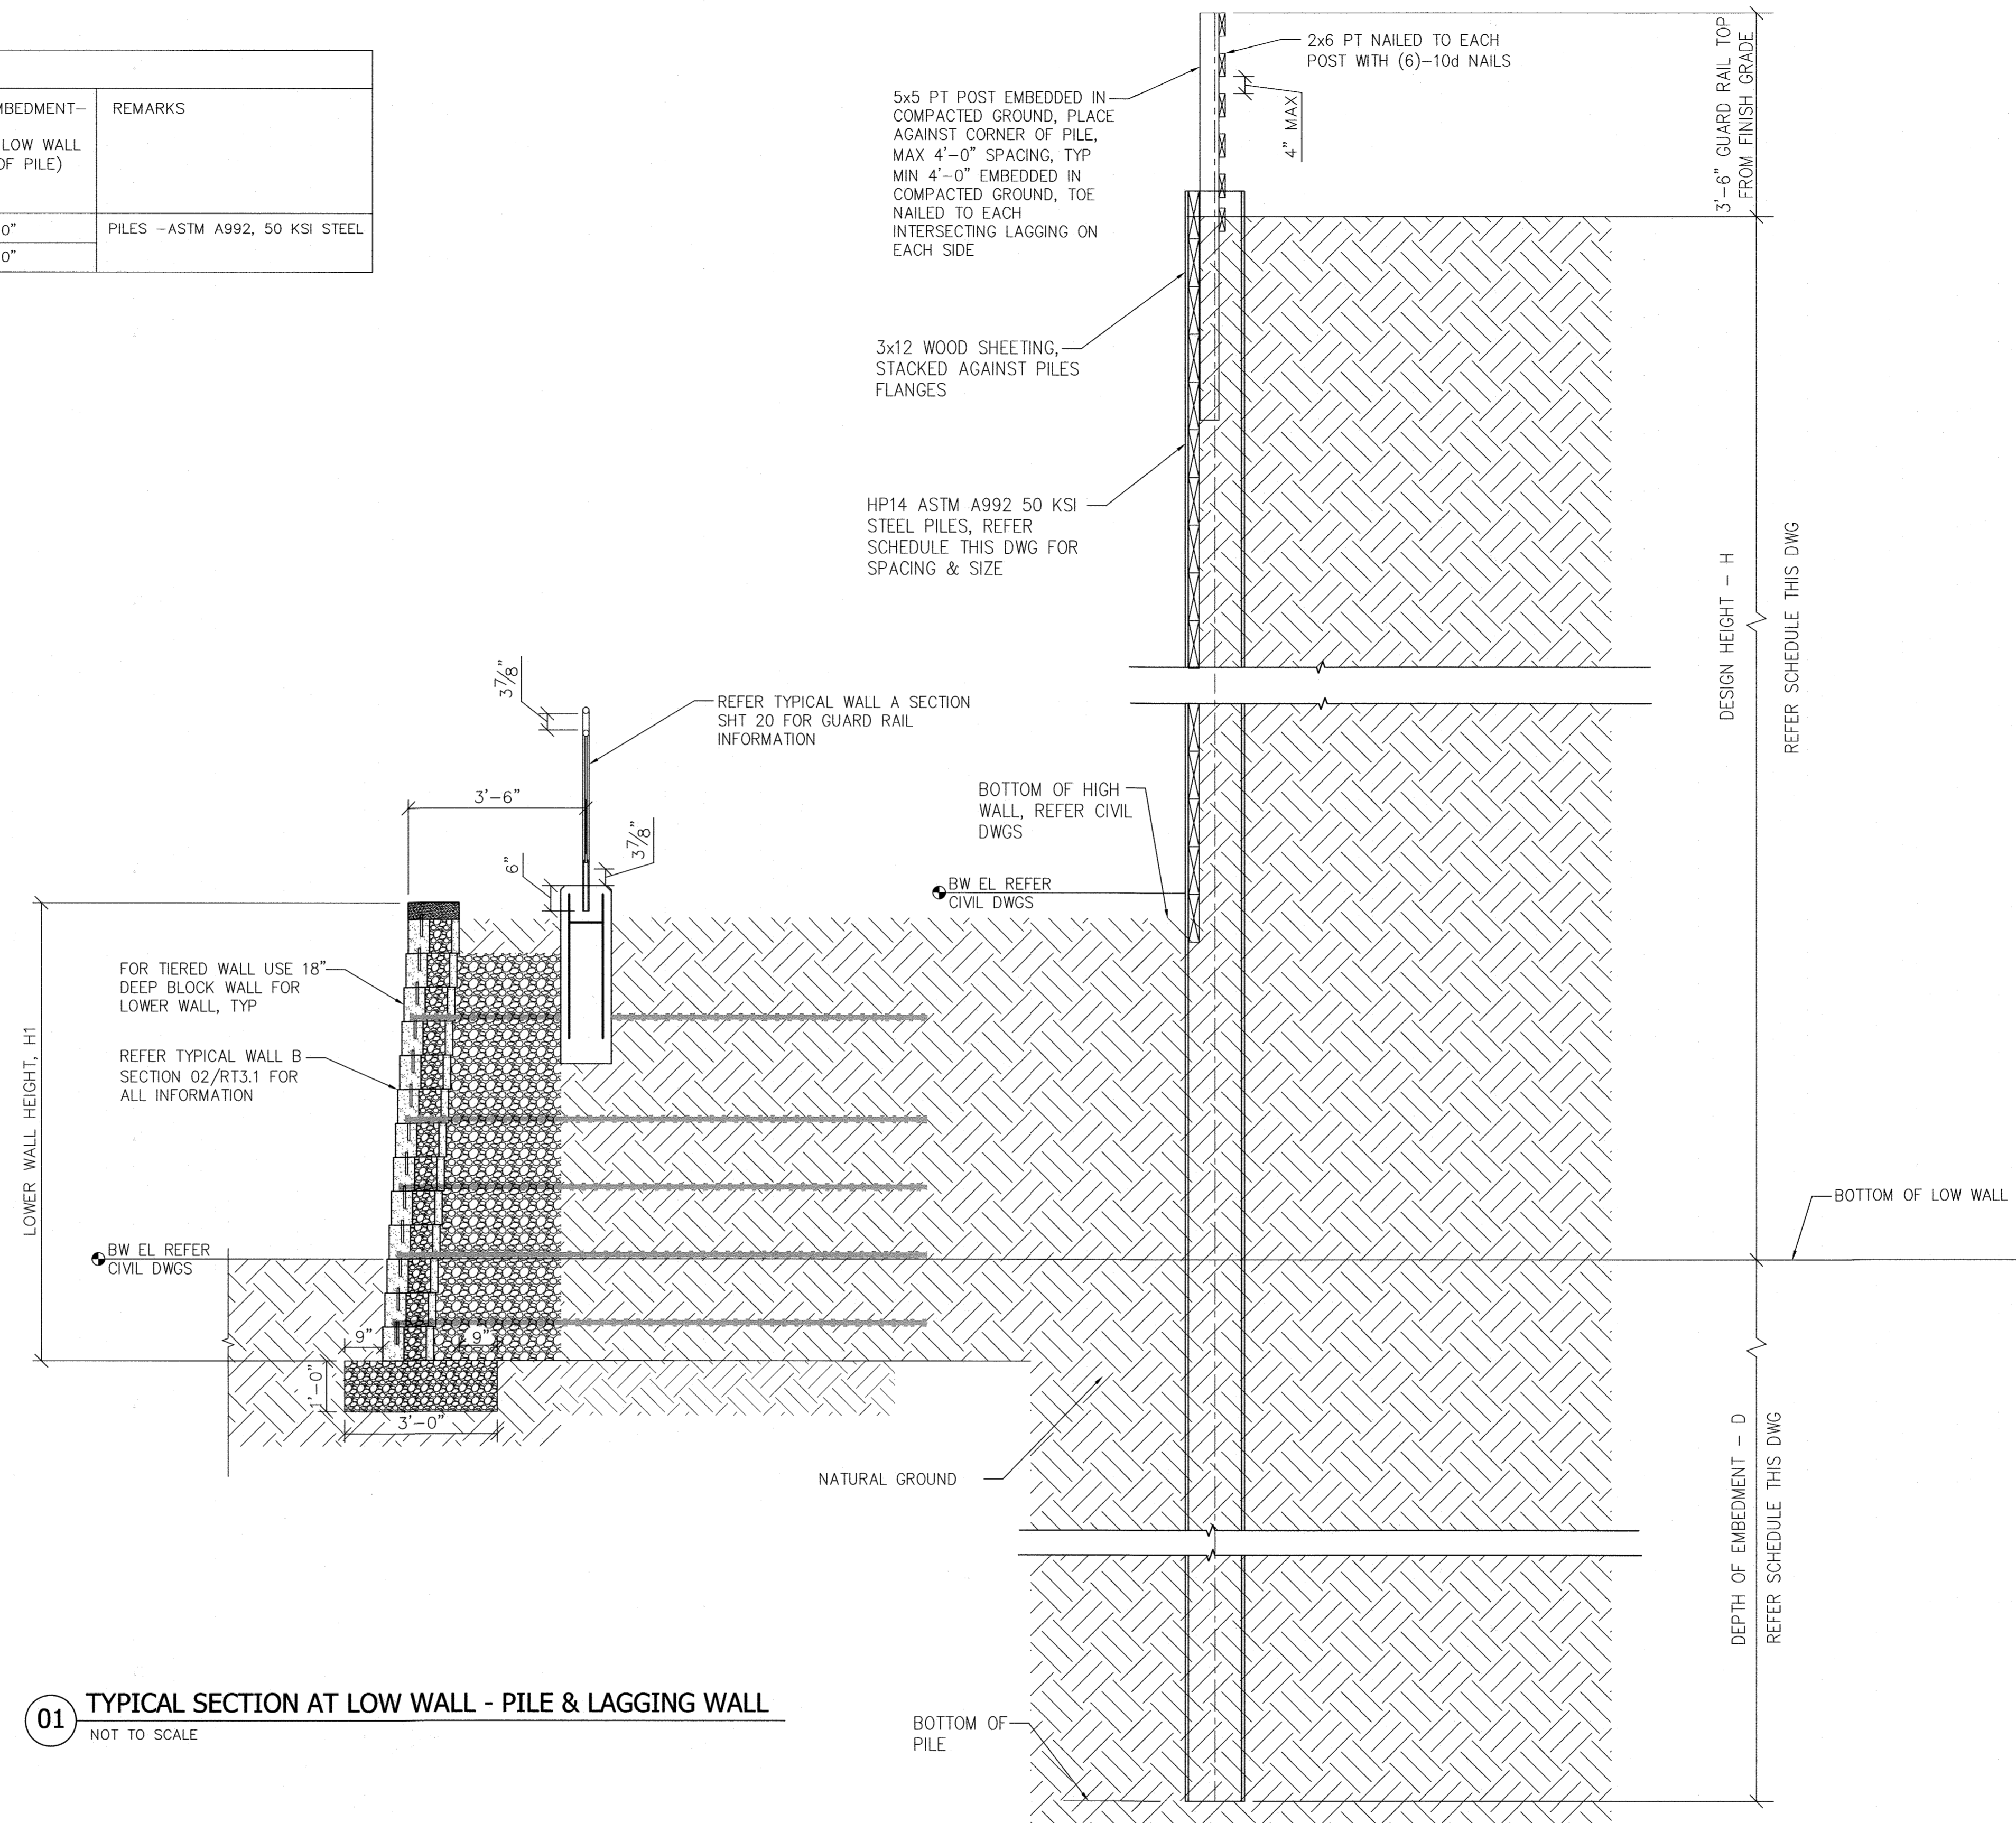 MBEDMENT-
REMARKS
LOW WALL
OF PILE)
0"
PILES -ASTM A992, 50 KSI STEEL
0"
2x6 PT NAILED TO EACH
POST WITH (6)-10d NAILS
4" MAX
3'-6" GUARD RAIL TOP
FROM FINISH GRADE
5x5 PT POST EMBEDDED IN
COMPACTED GROUND, PLACE
AGAINST CORNER OF PILE,
MAX 4'-0" SPACING, TYP
MIN 4'-0" EMBEDDED IN
COMPACTED GROUND, TOE
NAILED TO EACH
INTERSECTING LAGGING ON
EACH SIDE
3x12 WOOD SHEETING,
STACKED AGAINST PILES
FLANGES
HP14 ASTM A992 50 KSI
STEEL PILES, REFER
SCHEDULE THIS DWG FOR
SPACING & SIZE
DESIGN HEIGHT - H
REFER SCHEDULE THIS DWG
3⅞"
REFER TYPICAL WALL A SECTION
SHT 20 FOR GUARD RAIL
INFORMATION
3'-6"
6"
3⅞"
BOTTOM OF HIGH
WALL, REFER CIVIL
DWGS
BW EL REFER
CIVIL DWGS
LOWER WALL HEIGHT, H1
FOR TIERED WALL USE 18"
DEEP BLOCK WALL FOR
LOWER WALL, TYP
REFER TYPICAL WALL B
SECTION 02/RT3.1 FOR
ALL INFORMATION
BW EL REFER
CIVIL DWGS
BOTTOM OF LOW WALL
9"
9"
1'-0"
3'-0"
NATURAL GROUND
DEPTH OF EMBEDMENT - D
REFER SCHEDULE THIS DWG
BOTTOM OF
PILE
01
TYPICAL SECTION AT LOW WALL - PILE & LAGGING WALL
NOT TO SCALE